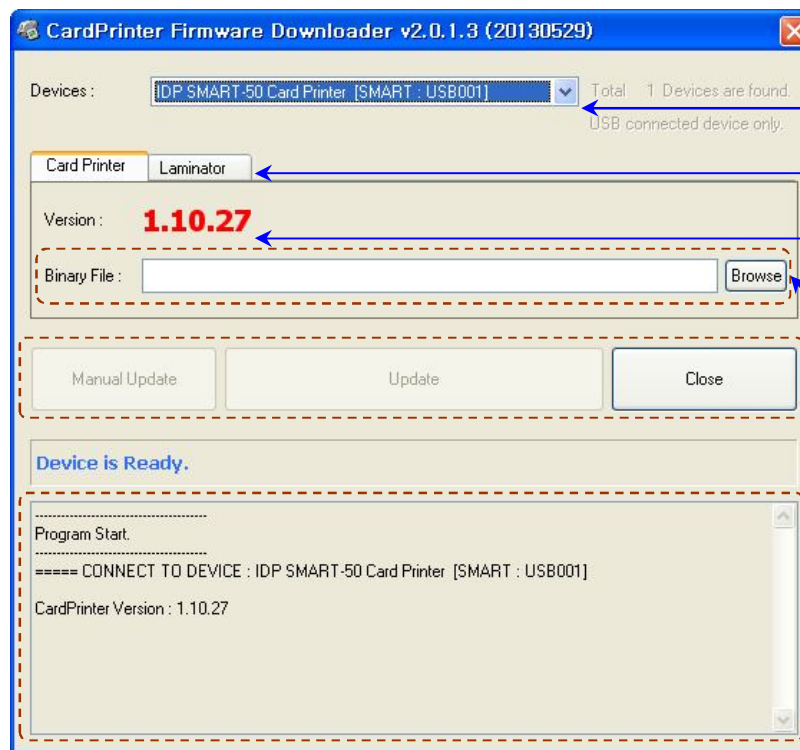 CardPrinter Firmware Downloader v2.0.1.3 (20130529)
Devices : IDP SMART-50 Card Printer [SMART : USB001] Total 1 Devices are found.
USB connected device only.
Card Printer Laminator
Version : 1.10.27
Binary File : Browse
Manual Update Update Close
Device is Ready.
----------------------------------------
Program Start.
----------------------------------------
===== CONNECT TO DEVICE : IDP SMART-50 Card Printer [SMART : USB001]
CardPrinter Version : 1.10.27